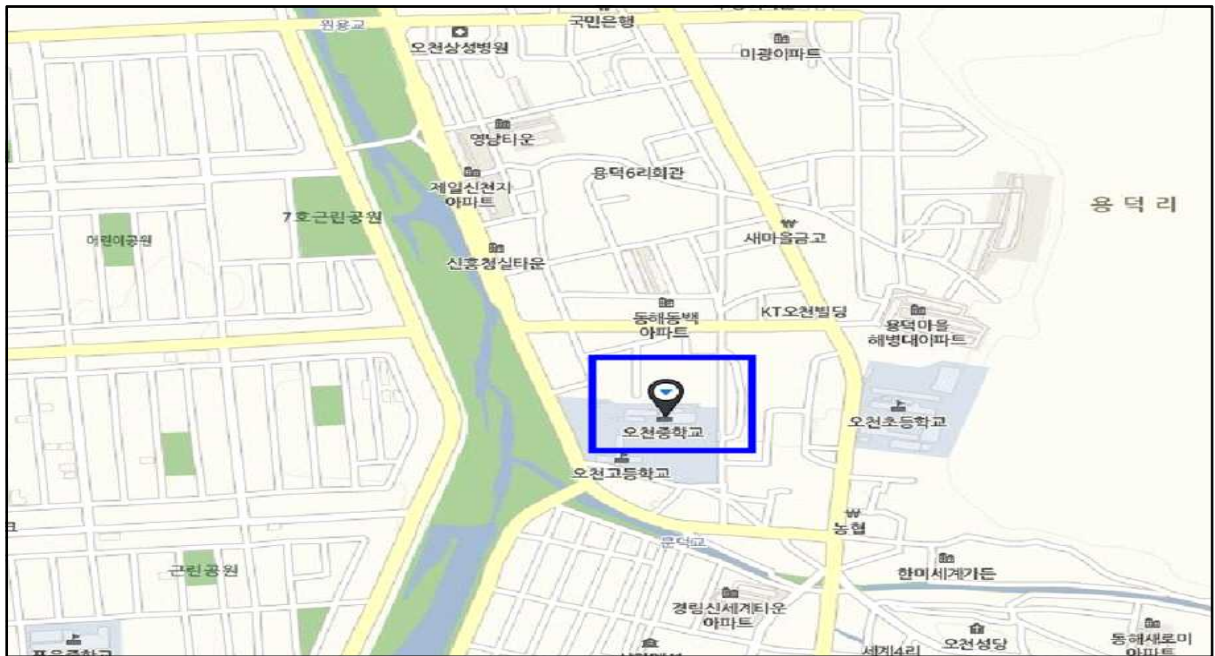 국민은행
원용교
오천삼성병원
미광아파트
영남타운
용덕6리회관
제일신천지
아파트
용덕리
7호근린공원
어린이공원
새마을금고
신흥청실타운
동해동백
아파트
KT오천빌딩
용덕마을
해병대아파트
오천중학교
오천초등학교
오천고등학교
농협
문덕교
근린공원
한미세계가든
경림신세계타운
아파트
오천성당
동해새로미
아파트
세계4리